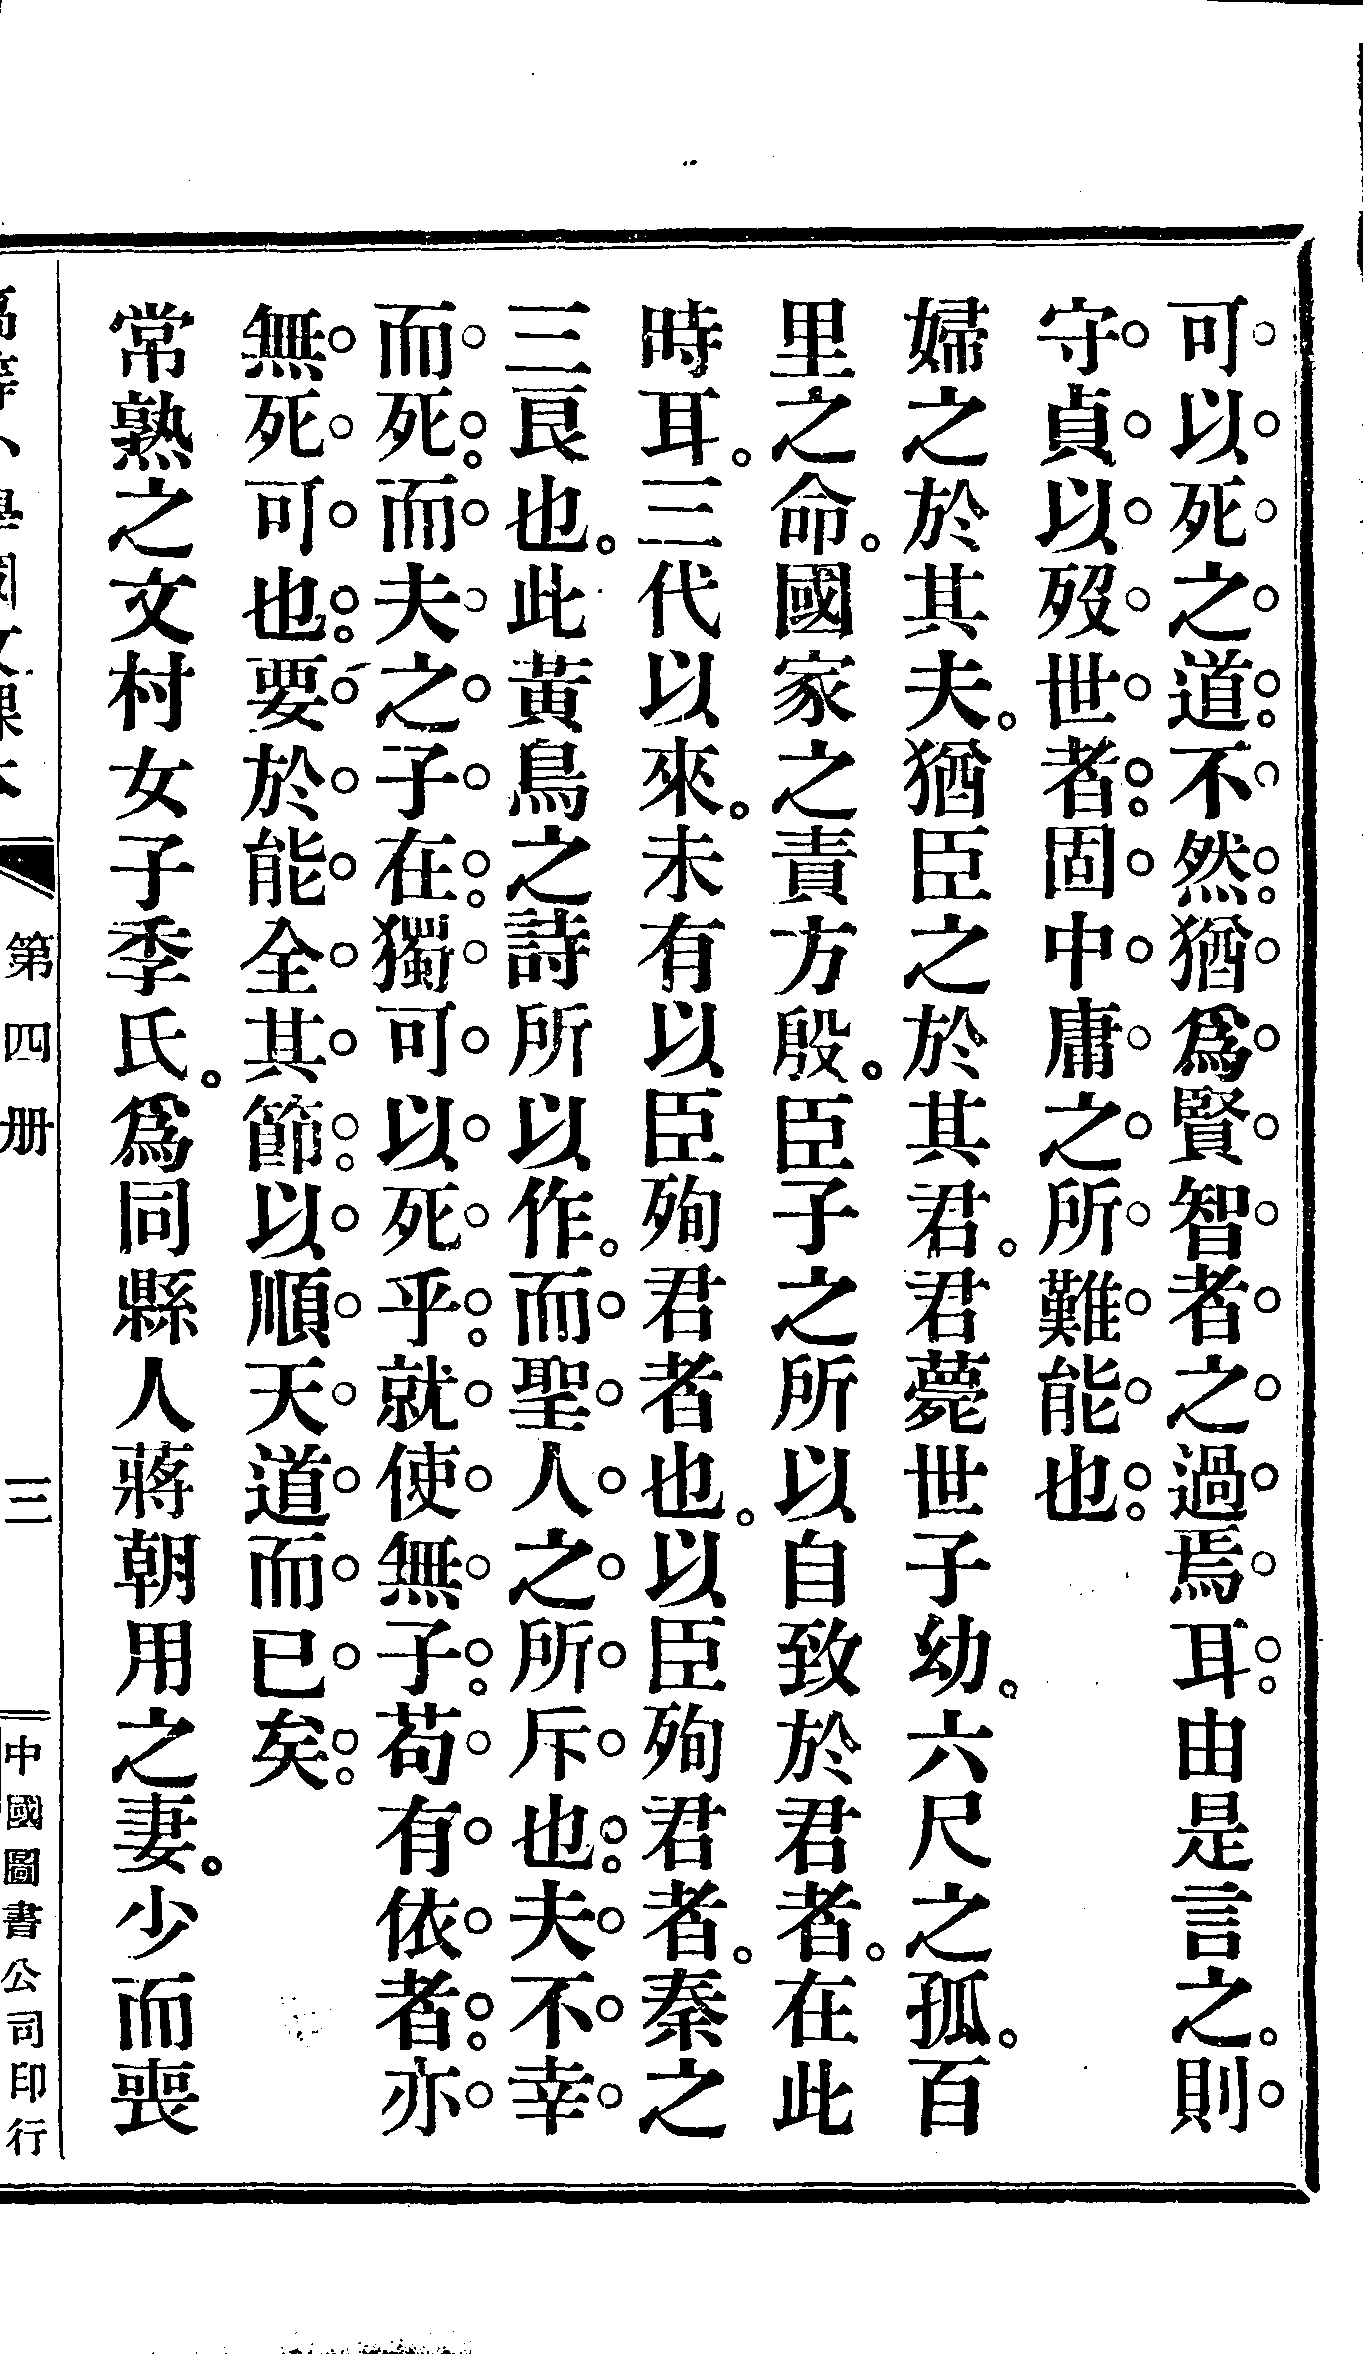 可以死之道。不然。猶爲賢智者之過焉耳。由是言之。則
守貞以歿世者。固中庸之所難能也。
婦之於其夫。猶臣之於其君。君薨世子幼。六尺之孤。百
里之命。國家之責方殷。臣子之所以自致於君者。在此
時耳。三代以來。未有以臣殉君者也。以臣殉君者。秦之
三良也。此黃鳥之詩所以作。而聖人之所斥也。夫不幸
而死。而夫之子在。獨可以死乎。就使無子。苟有依者。亦
無死可也。要於能全其節。以順天道而已矣。
常熟之文村女子季氏。爲同縣人蔣朝用之妻。少而喪
高等小學國文課本
第四册
三
中國圖書公司印行